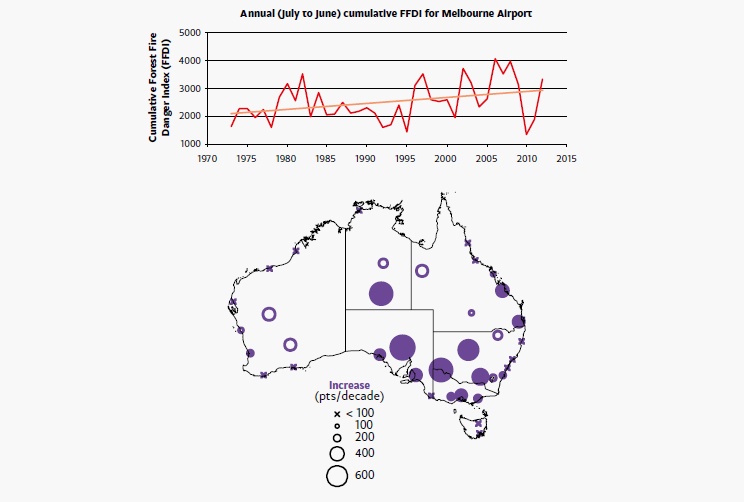 Annual (July to June) cumulative FFDI for Melbourne Airport
Cumulative Forest Fire
Danger Index (FFDI)
5000
4000
3000
2000
1000
1970 1975 1980 1985 1990 1995 2000 2005 2010 2015
Increase
(pts/decade)
< 100
100
200
400
600